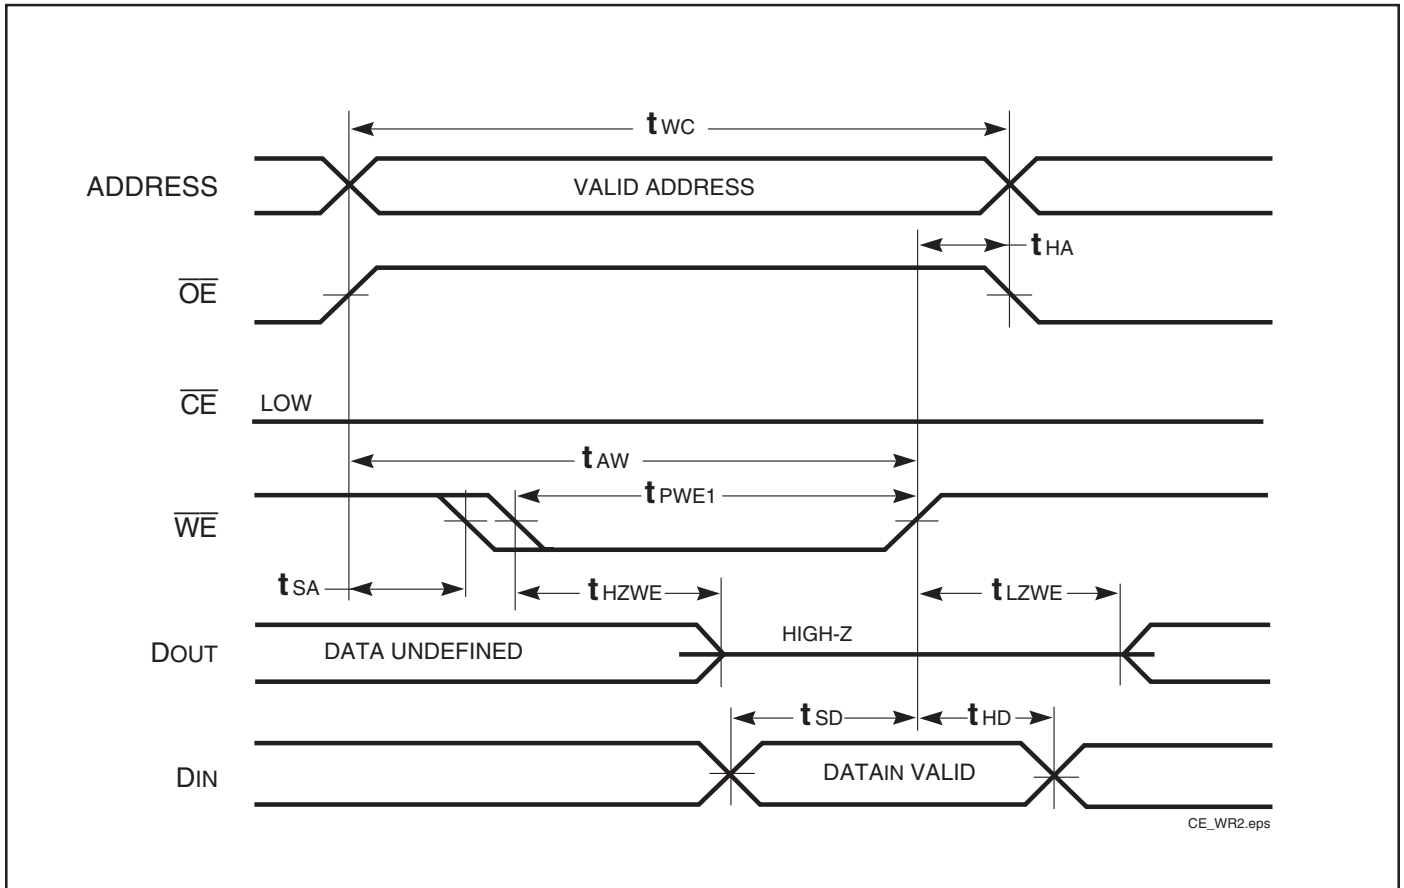 tWC
ADDRESS
VALID ADDRESS
tHA
OE
CE
LOW
tAW
tPWE1
WE
tSA
tHZWE
tLZWE
DOUT
DATA UNDEFINED
HIGH-Z
tSD
tHD
DIN
DATAIN VALID
CE_WR2.eps